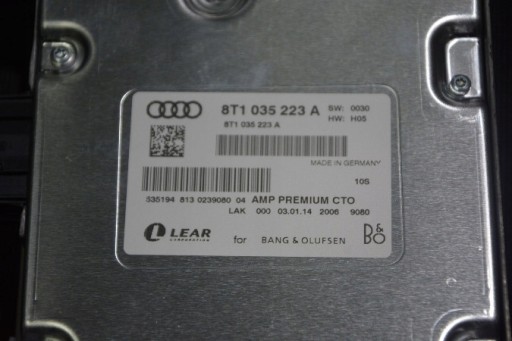 8T1 035 223 A SW: 0030
8T1 035 223 A HW: H05
MADE IN GERMANY
10S
535194 813 0239080 04 AMP PREMIUM CTO
LAK 000 03.01.14 2006 9080
LEAR for BANG & OLUFSEN B&O
CORPORATION